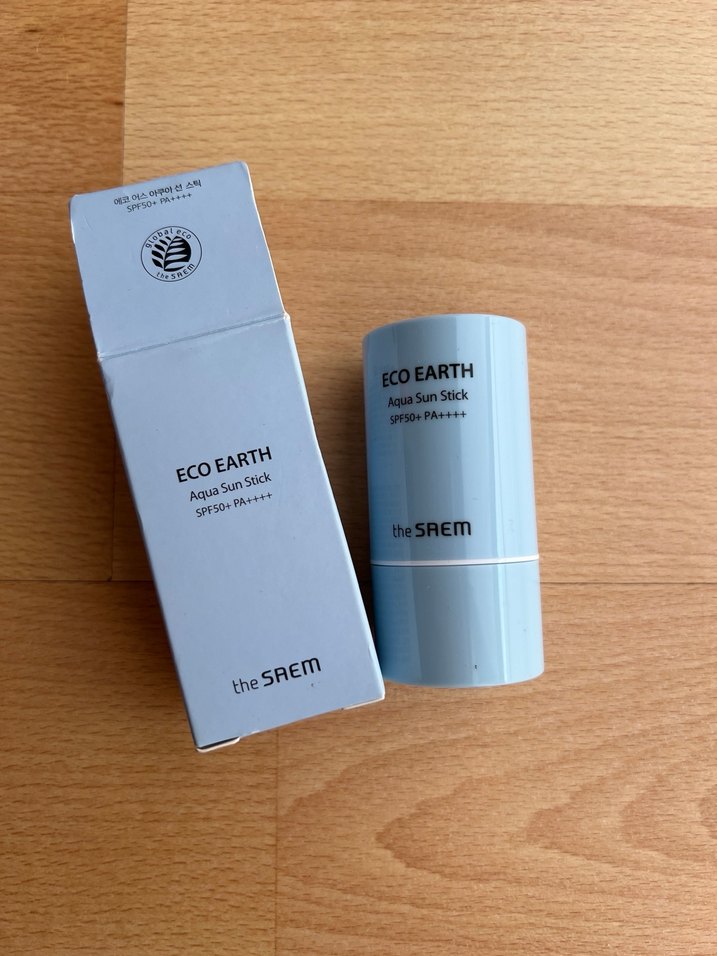 에코 어스 아쿠아 선 스틱
SPF50+ PA++++
global eco
the SAEM
ECO EARTH
Aqua Sun Stick
SPF50+ PA++++
the SAEM
ECO EARTH
Aqua Sun Stick
SPF50+ PA++++
the SAEM